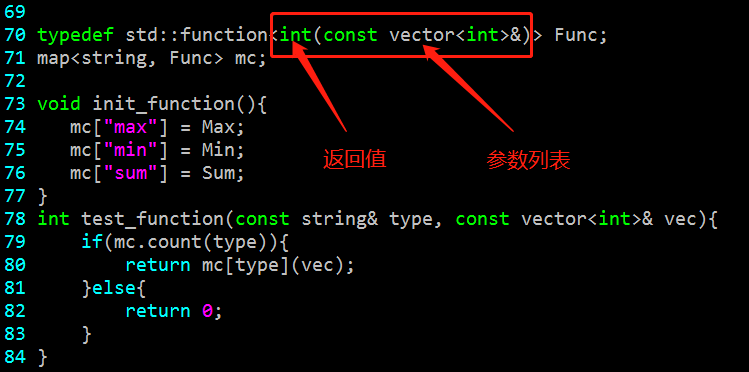 69
70 typedef std::function<int(const vector<int>&)> Func;
71 map<string, Func> mc;
72
73 void init_function(){
74    mc["max"] = Max;
75    mc["min"] = Min;
76    mc["sum"] = Sum;
返回值 参数列表
77 }
78 int test_function(const string& type, const vector<int>& vec){
79     if(mc.count(type)){
80         return mc[type](vec);
81     }else{
82         return 0;
83     }
84 }